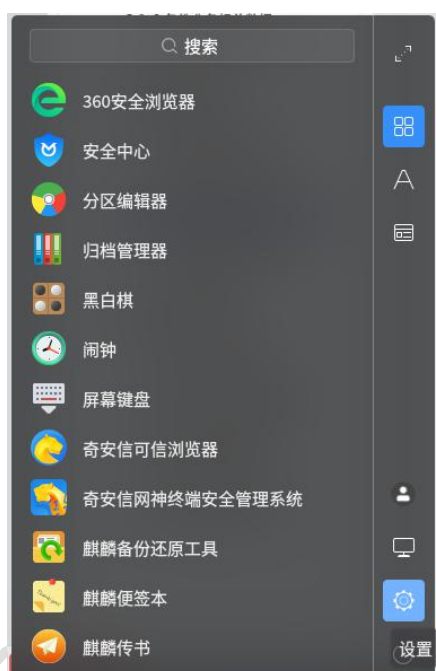 搜索
360安全浏览器
安全中心
分区编辑器
归档管理器
黑白棋
闹钟
屏幕键盘
奇安信可信浏览器
奇安信网神终端安全管理系统
麒麟备份还原工具
麒麟便签本
麒麟传书
设置